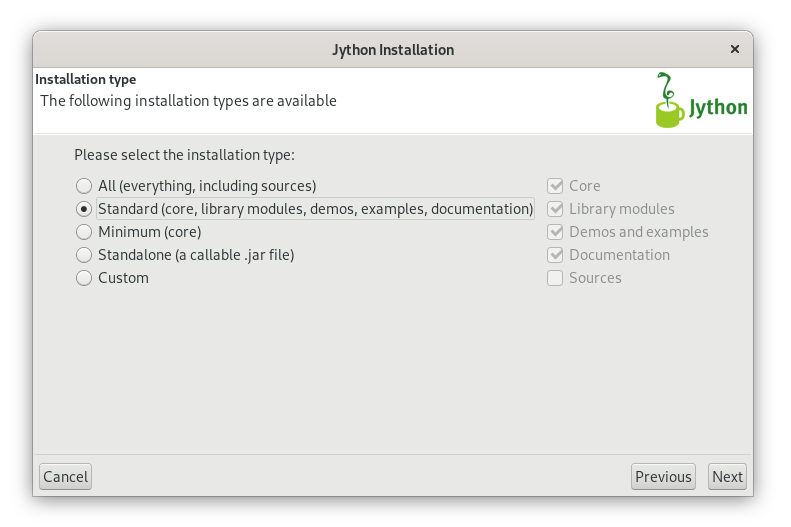 Jython Installation
Installation type
The following installation types are available
Jython
Please select the installation type:
All (everything, including sources)
Core
Standard (core, library modules, demos, examples, documentation)
Library modules
Minimum (core)
Demos and examples
Standalone (a callable .jar file)
Documentation
Custom
Sources
Cancel
Previous
Next